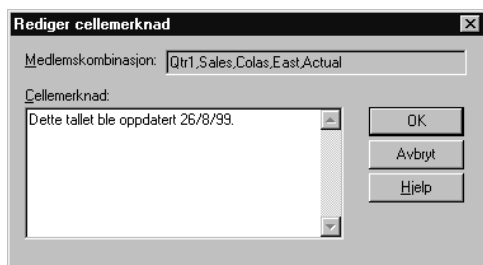 Rediger cellemerknad
Medlemskombinasjon: Qtr1,Sales,Colas,East,Actual
Cellemerknad:
Dette tallet ble oppdatert 26/8/99.
OK
Avbryt
Hjelp